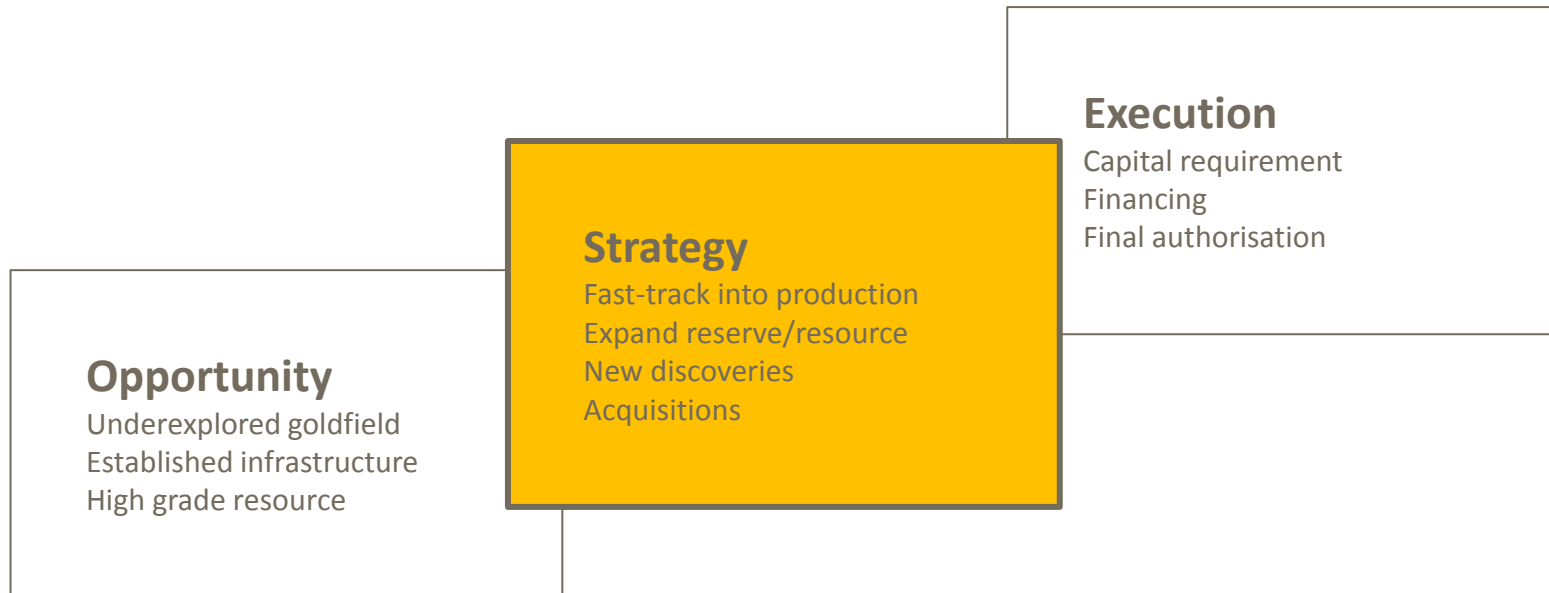 Opportunity
Underexplored goldfield
Established infrastructure
High grade resource
Strategy
Fast-track into production
Expand reserve/resource
New discoveries
Acquisitions
Execution
Capital requirement
Financing
Final authorisation